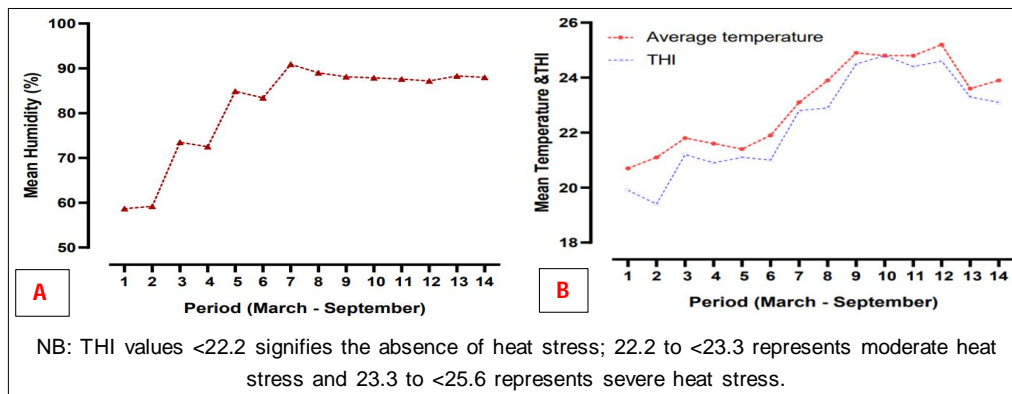 100
90
80
70
60
50
Mean Humidity (%)
1 2 3 4 5 6 7 8 9 10 11 12 13 14
Period (March - September)
A
26
24
22
20
18
Mean Temperature &THI
Average temperature
THI
1 2 3 4 5 6 7 8 9 10 11 12 13 14
Period (March - September)
B
NB: THI values <22.2 signifies the absence of heat stress; 22.2 to <23.3 represents moderate heat
stress and 23.3 to <25.6 represents severe heat stress.